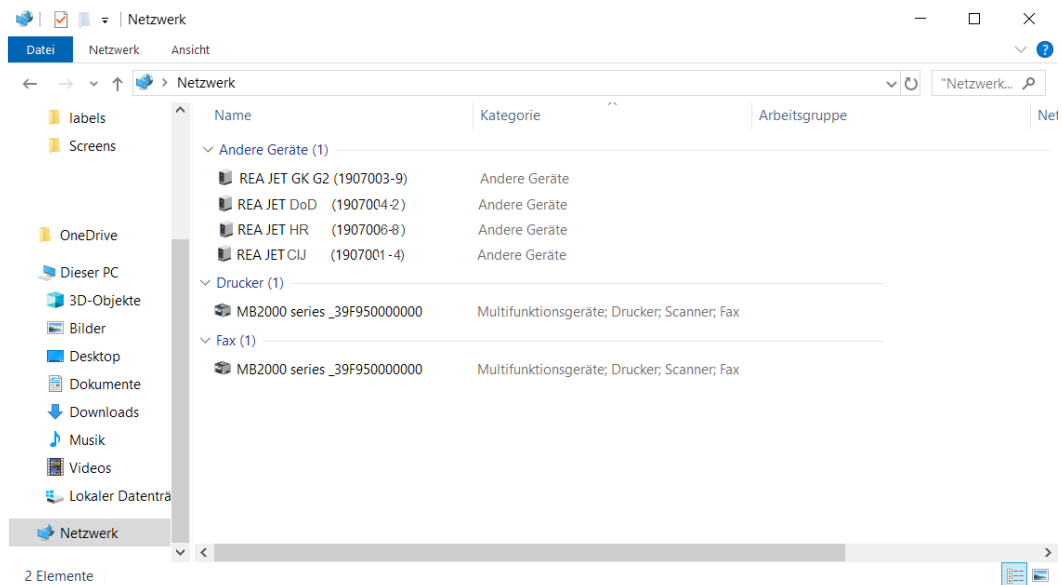 Netzwerk
Datei Netzwerk Ansicht
Netzwerk "Netzwerk...
labels
Screens
OneDrive
Dieser PC
3D-Objekte
Bilder
Desktop
Dokumente
Downloads
Musik
Videos
Lokaler Datenträ
Netzwerk
Name Kategorie Arbeitsgruppe Net
Andere Geräte (1)
REA JET GK G2 (1907003-9) Andere Geräte
REA JET DoD (1907004-2) Andere Geräte
REA JET HR (1907006-8) Andere Geräte
REA JET CIJ (1907001-4) Andere Geräte
Drucker (1)
MB2000 series _39F950000000 Multifunktionsgeräte; Drucker; Scanner; Fax
Fax (1)
MB2000 series _39F950000000 Multifunktionsgeräte; Drucker; Scanner; Fax
2 Elemente